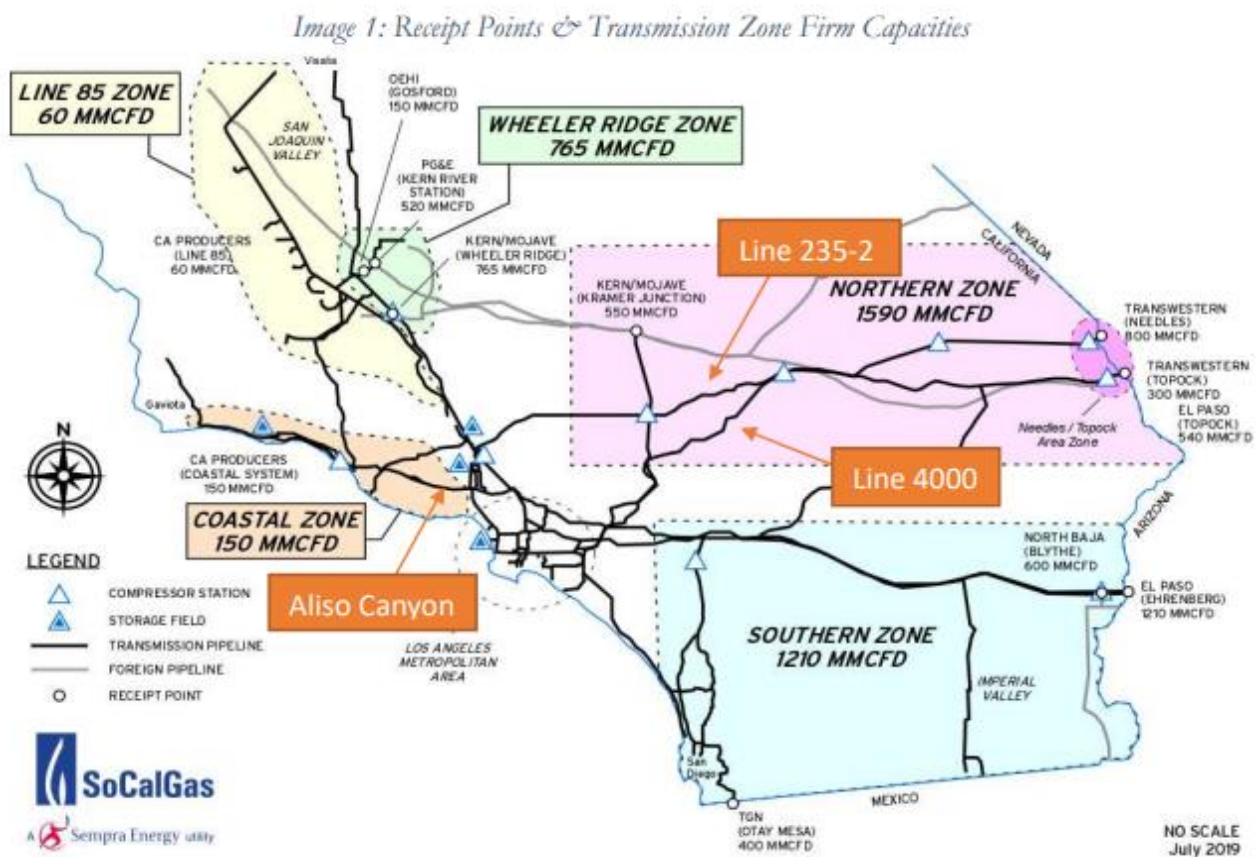 Image 1: Receipt Points & Transmission Zone Firm Capacities
Visalia
OEHI
(GOSFORD)
150 MMCFD
LINE 85 ZONE
60 MMCFD
SAN
JOAQUIN
VALLEY
WHEELER RIDGE ZONE
765 MMCFD
PG&E
(KERN RIVER
STATION)
520 MMCFD
CA PRODUCERS
(LINE 85)
60 MMCFD
KERN/MOJAVE
(WHEELER RIDGE)
765 MMCFD
NEVADA
CALIFORNIA
Line 235-2
KERN/MOJAVE
(KRAMER JUNCTION)
550 MMCFD
NORTHERN ZONE
1590 MMCFD
TRANSWESTERN
(NEEDLES)
800 MMCFD
TRANSWESTERN
(TOPOCK)
300 MMCFD
EL PASO
(TOPOCK)
540 MMCFD
Needles / Topock
Area Zone
Gaviota
N
CA PRODUCERS
(COASTAL SYSTEM)
150 MMCFD
Line 4000
COASTAL ZONE
150 MMCFD
ARIZONA
NORTH BAJA
(BLYTHE)
600 MMCFD
EL PASO
(EHRENBERG)
1210 MMCFD
LEGEND
COMPRESSOR STATION
STORAGE FIELD
TRANSMISSION PIPELINE
FOREIGN PIPELINE
RECEIPT POINT
Aliso Canyon
LOS ANGELES
METROPOLITAN
AREA
SOUTHERN ZONE
1210 MMCFD
IMPERIAL
VALLEY
San
Diego
MEXICO
TGN
(OTAY MESA)
400 MMCFD
SoCalGas
A Sempra Energy utility
NO SCALE
July 2019